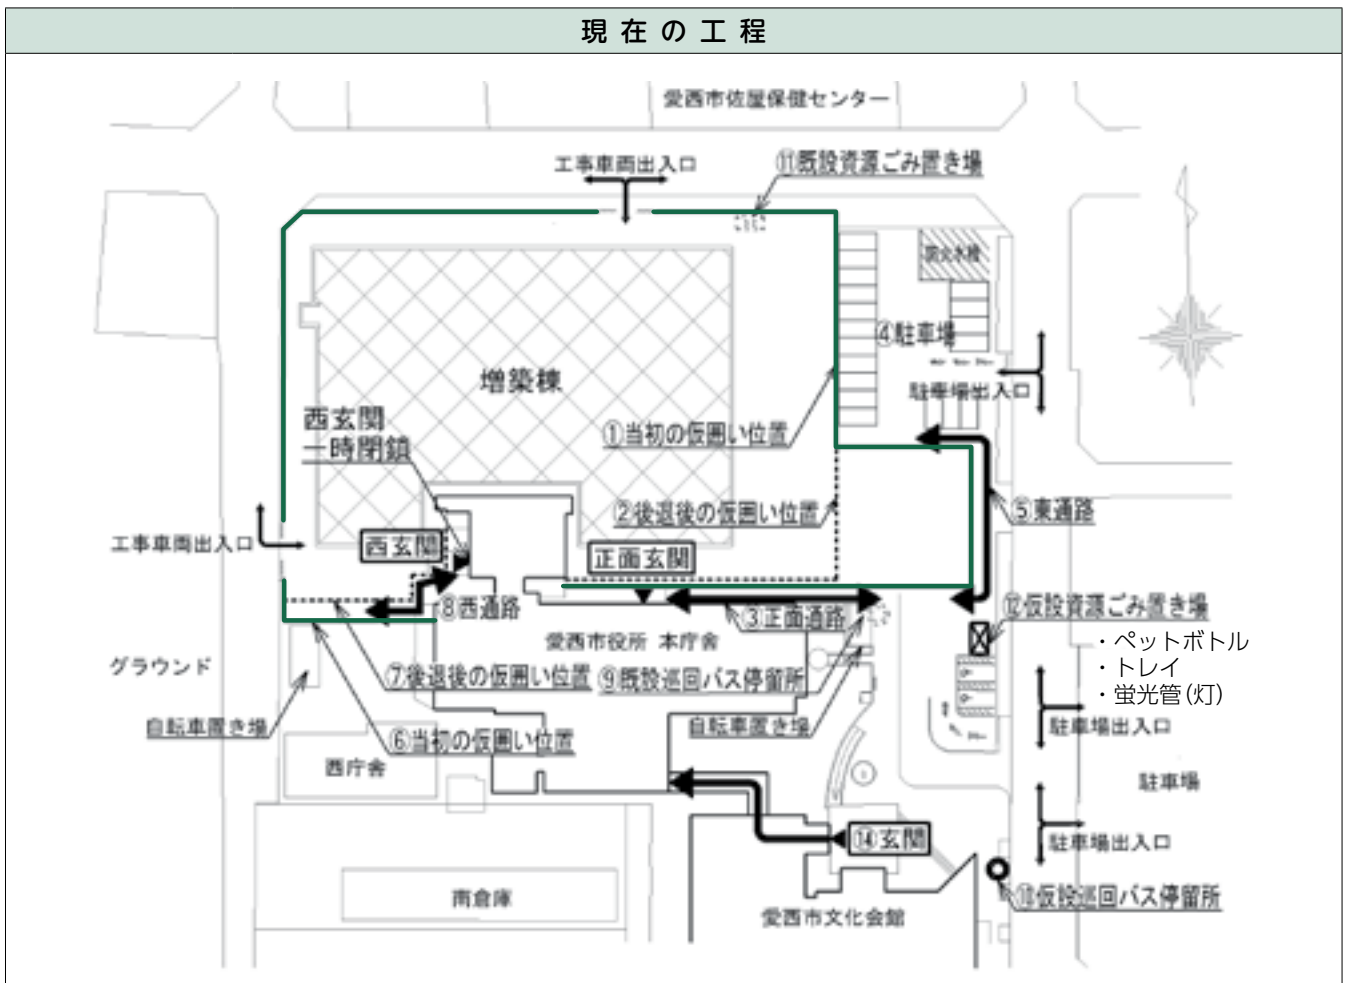 現在の工程
愛西市佐屋保健センター
工事車両出入口
⑪既設資源ごみ置き場
防火水槽
④駐車場
増築棟
駐車場出入口
西玄関
一時閉鎖
①当初の仮囲い位置
②後退後の仮囲い位置
⑤東通路
工事車両出入口
西玄関
正面玄関
⑧西通路
③正面通路
⑫仮設資源ごみ置き場
・ペットボトル
・トレイ
・蛍光管(灯)
愛西市役所 本庁舎
グラウンド
⑦後退後の仮囲い位置
⑨既設巡回バス停留所
自転車置き場
⑥当初の仮囲い位置
自転車置き場
駐車場出入口
西庁舎
駐車場
⑭玄関
駐車場出入口
南倉庫
⑩仮設巡回バス停留所
愛西市文化会館